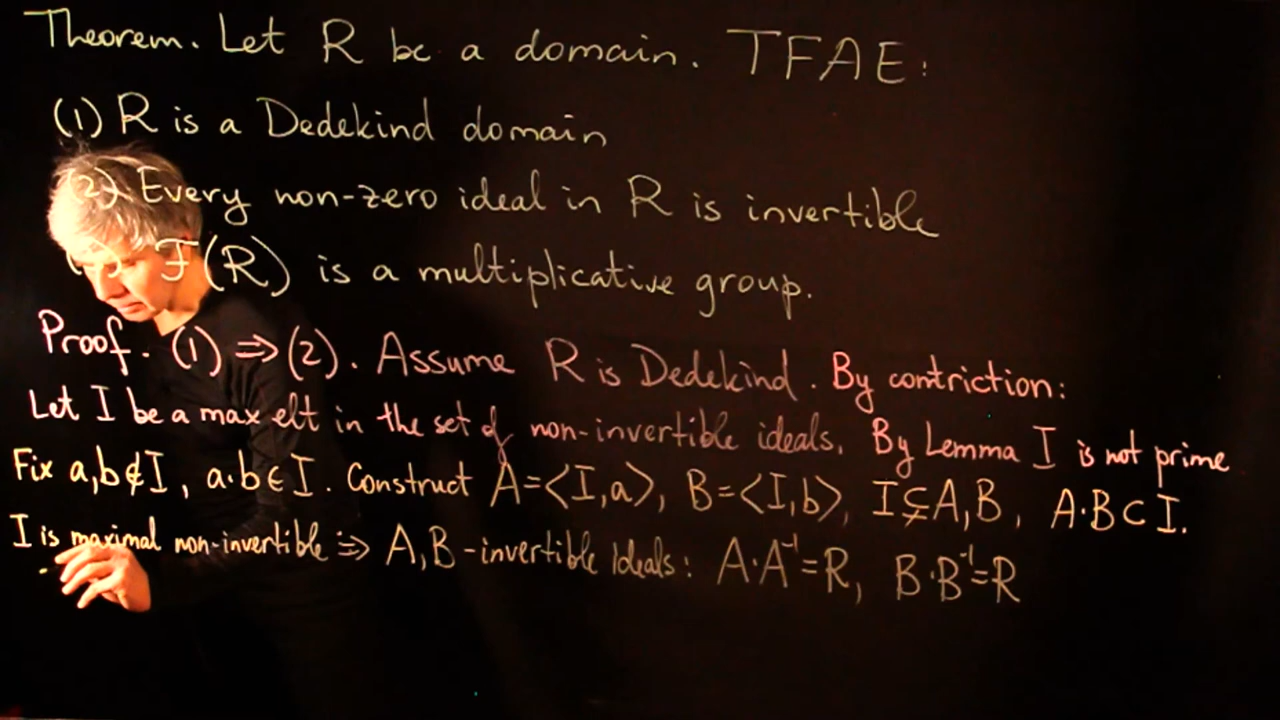 Theorem. Let R be a domain. TFAE:
(1) R is a Dedekind domain
(2) Every non-zero ideal in R is invertible
ℱ(R) is a multiplicative group.
Proof. (1) ⇒ (2). Assume R is Dedekind. By contriction:
Let I be a max elt in the set of non-invertible ideals. By Lemma I is not prime
Fix a,b∉I, a·b∈I. Construct A=<I,a>, B=<I,b>, I⊊A,B, A·B⊂I.
I is maximal non-invertible ⇒ A,B-invertible Ideals: A·A⁻¹=R, B·B⁻¹=R